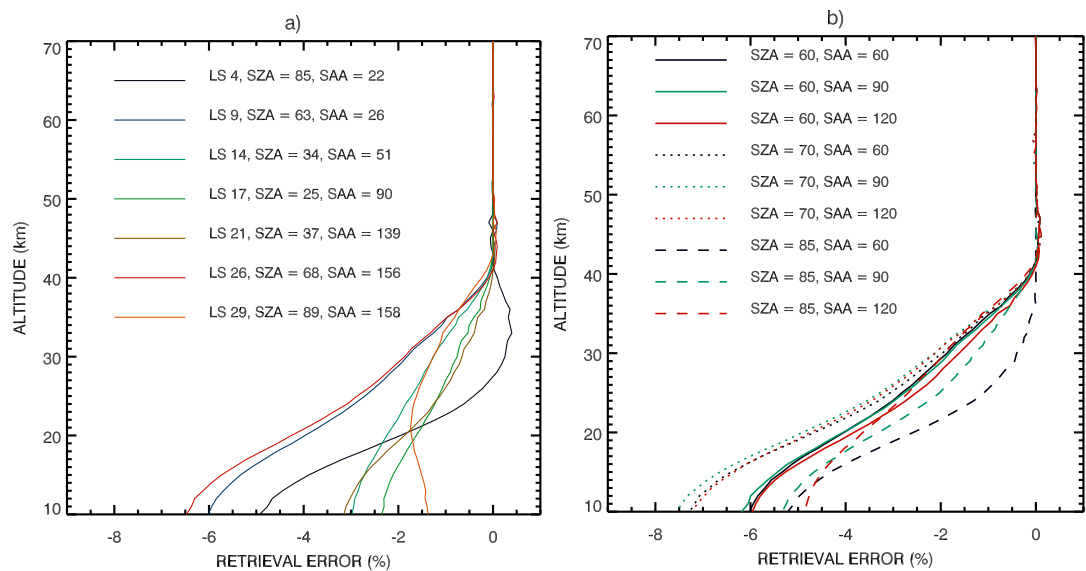 a)
70
60
50
40
30
20
10
ALTITUDE (km)
LS 4, SZA = 85, SAA = 22
LS 9, SZA = 63, SAA = 26
LS 14, SZA = 34, SAA = 51
LS 17, SZA = 25, SAA = 90
LS 21, SZA = 37, SAA = 139
LS 26, SZA = 68, SAA = 156
LS 29, SZA = 89, SAA = 158
-8 -6 -4 -2 0
RETRIEVAL ERROR (%)
b)
70
60
50
40
30
20
10
ALTITUDE (km)
SZA = 60, SAA = 60
SZA = 60, SAA = 90
SZA = 60, SAA = 120
SZA = 70, SAA = 60
SZA = 70, SAA = 90
SZA = 70, SAA = 120
SZA = 85, SAA = 60
SZA = 85, SAA = 90
SZA = 85, SAA = 120
-8 -6 -4 -2 0
RETRIEVAL ERROR (%)